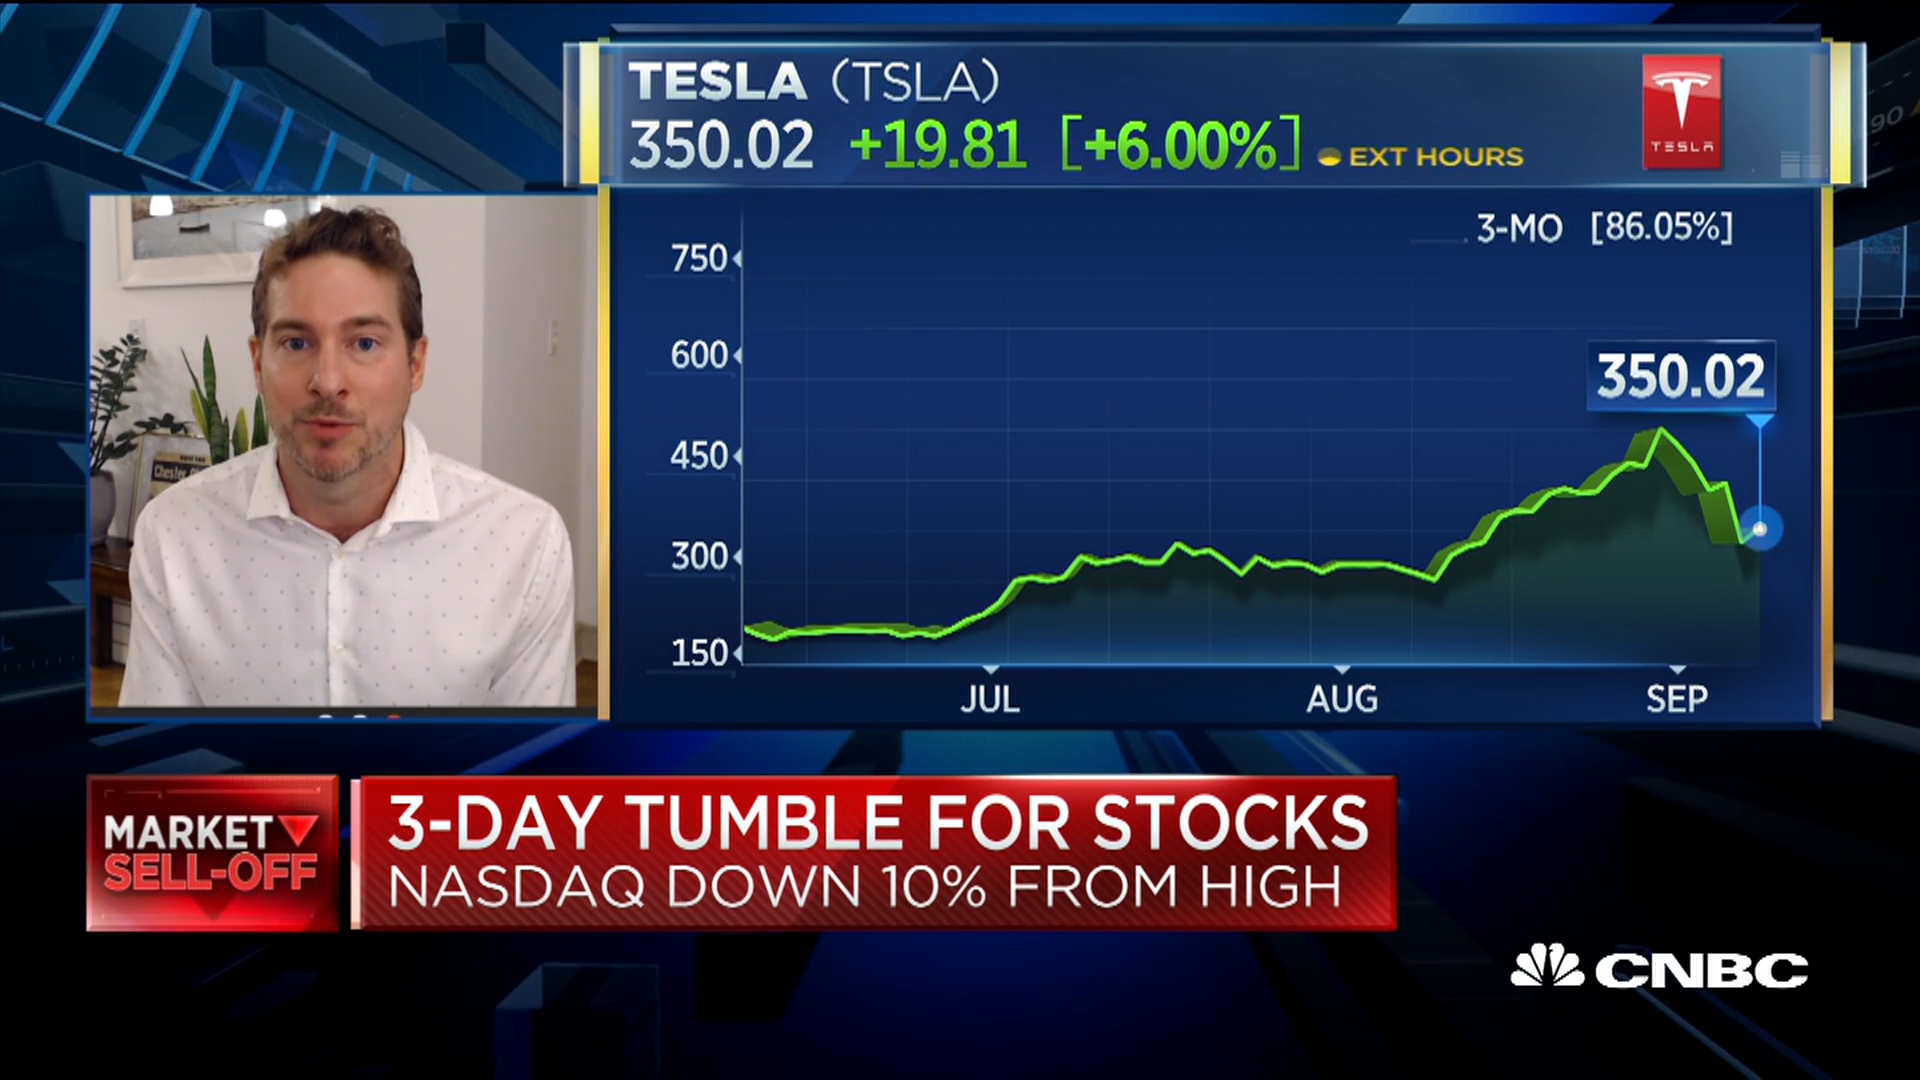 TESLA (TSLA)
350.02 +19.81 [+6.00%] EXT HOURS
TESLA
3-MO [86.05%]
750
600
450
300
150
350.02
JUL AUG SEP
Chester
MARKET
SELL-OFF
3-DAY TUMBLE FOR STOCKS
NASDAQ DOWN 10% FROM HIGH
CNBC
90